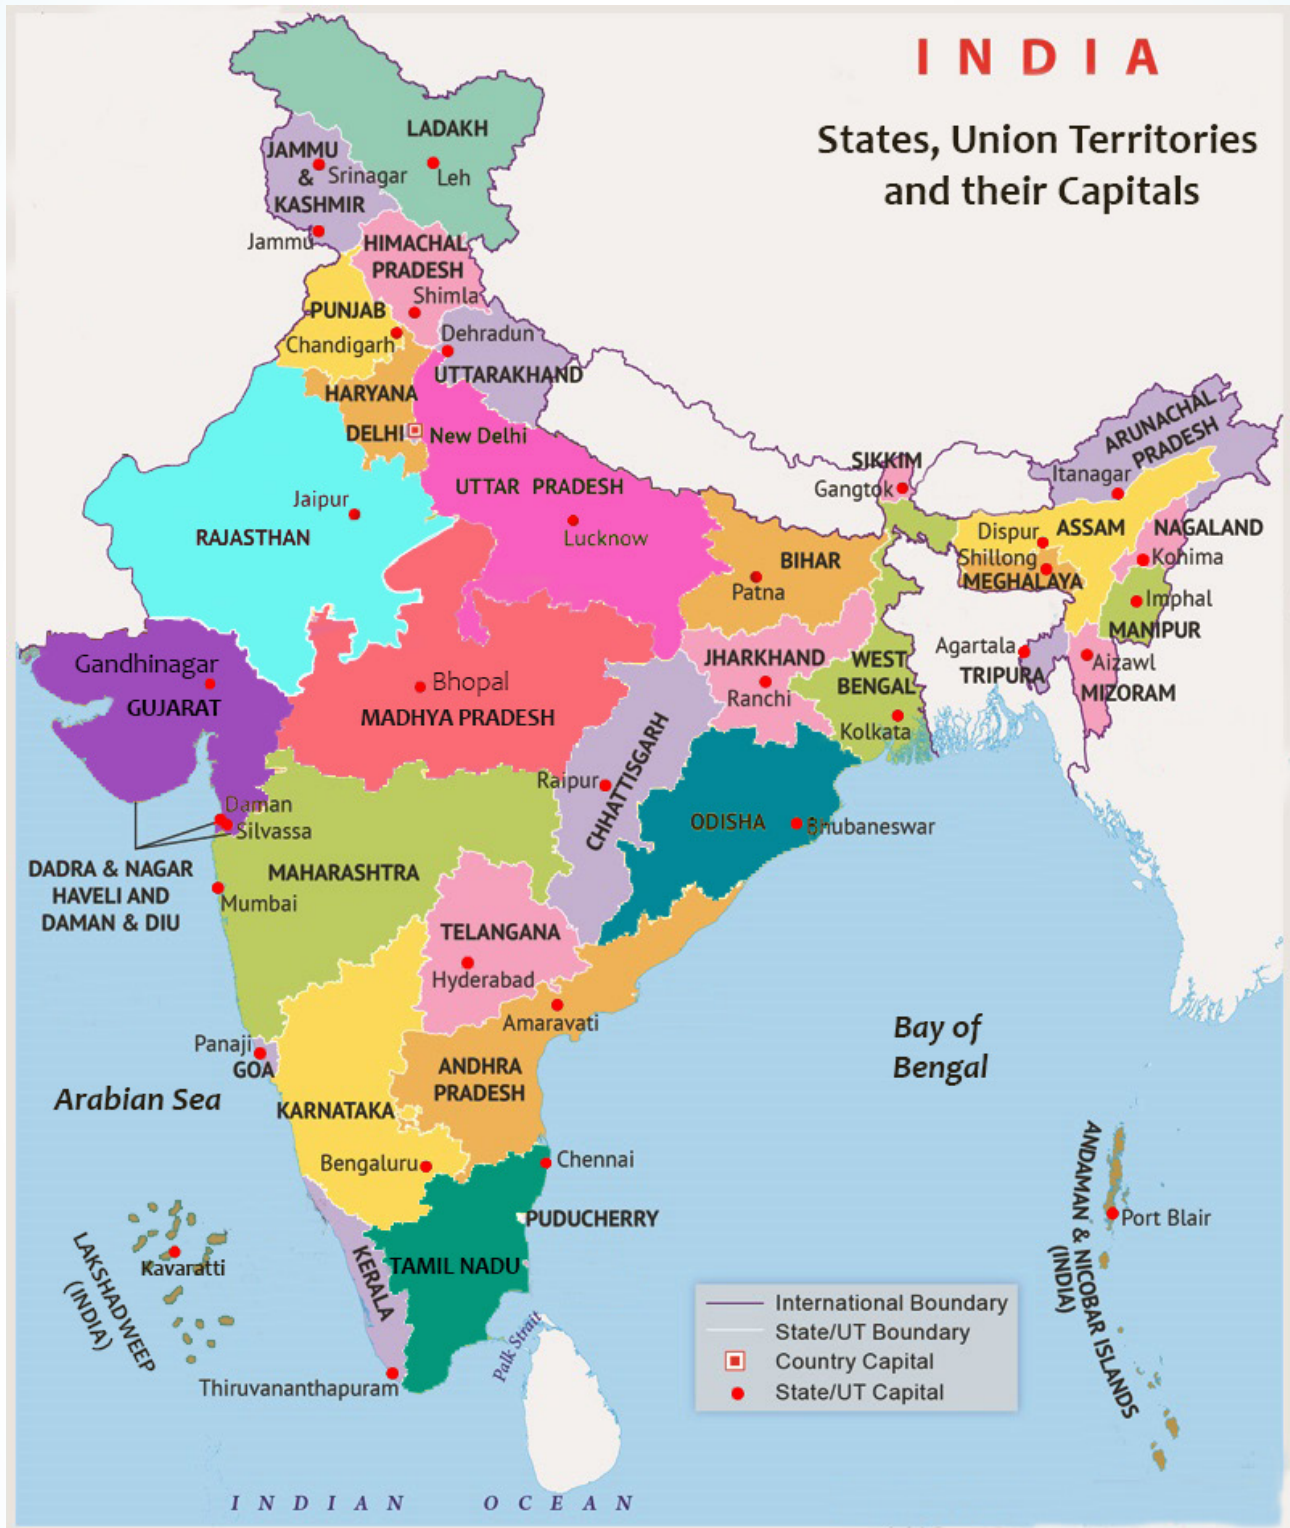 INDIA
States, Union Territories
and their Capitals
LADAKH
Leh
JAMMU
&
KASHMIR
Srinagar
Jammu
HIMACHAL
PRADESH
Shimla
PUNJAB
Chandigarh
Dehradun
UTTARAKHAND
HARYANA
DELHI
New Delhi
UTTAR PRADESH
Lucknow
RAJASTHAN
Jaipur
SIKKIM
Gangtok
ARUNACHAL
PRADESH
Itanagar
Dispur
ASSAM
NAGALAND
Kohima
Shillong
MEGHALAYA
Imphal
MANIPUR
Agartala
TRIPURA
Aizawl
MIZORAM
BIHAR
Patna
JHARKHAND
Ranchi
WEST
BENGAL
Kolkata
Gandhinagar
GUJARAT
Bhopal
MADHYA PRADESH
CHHATTISGARH
Raipur
ODISHA
Bhubaneswar
Daman
Silvassa
DADRA & NAGAR
HAVELI AND
DAMAN & DIU
MAHARASHTRA
Mumbai
TELANGANA
Hyderabad
Amaravati
ANDHRA
PRADESH
Panaji
GOA
KARNATAKA
Bengaluru
Arabian Sea
Bay of
Bengal
Chennai
PUDUCHERRY
TAMIL NADU
KERALA
Thiruvananthapuram
Kavaratti
LAKSHADWEEP
(INDIA)
Palk Strait
ANDAMAN & NICOBAR ISLANDS
(INDIA)
Port Blair
International Boundary
State/UT Boundary
Country Capital
State/UT Capital
INDIAN OCEAN